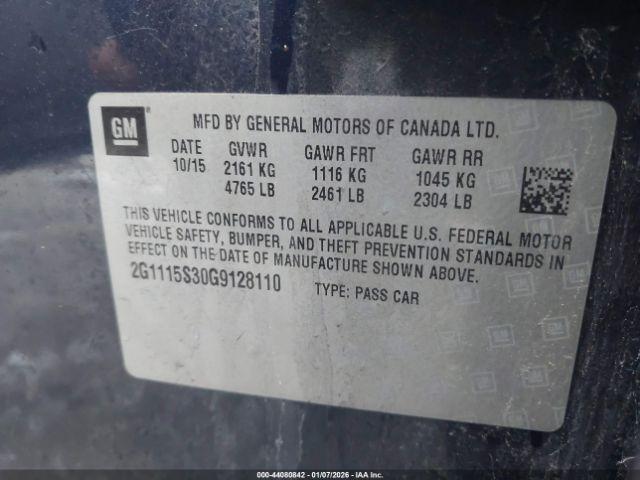 GM
MFD BY GENERAL MOTORS OF CANADA LTD.
DATE GVWR GAWR FRT GAWR RR
10/15 2161 KG 1116 KG 1045 KG
4765 LB 2461 LB 2304 LB
THIS VEHICLE CONFORMS TO ALL APPLICABLE U.S. FEDERAL MOTOR
VEHICLE SAFETY, BUMPER, AND THEFT PREVENTION STANDARDS
IN EFFECT ON THE DATE OF MANUFACTURE SHOWN ABOVE.
2G1115S30G9128110 TYPE: PASS CAR
000-44080842 - 01/07/2026 - IAA Inc.